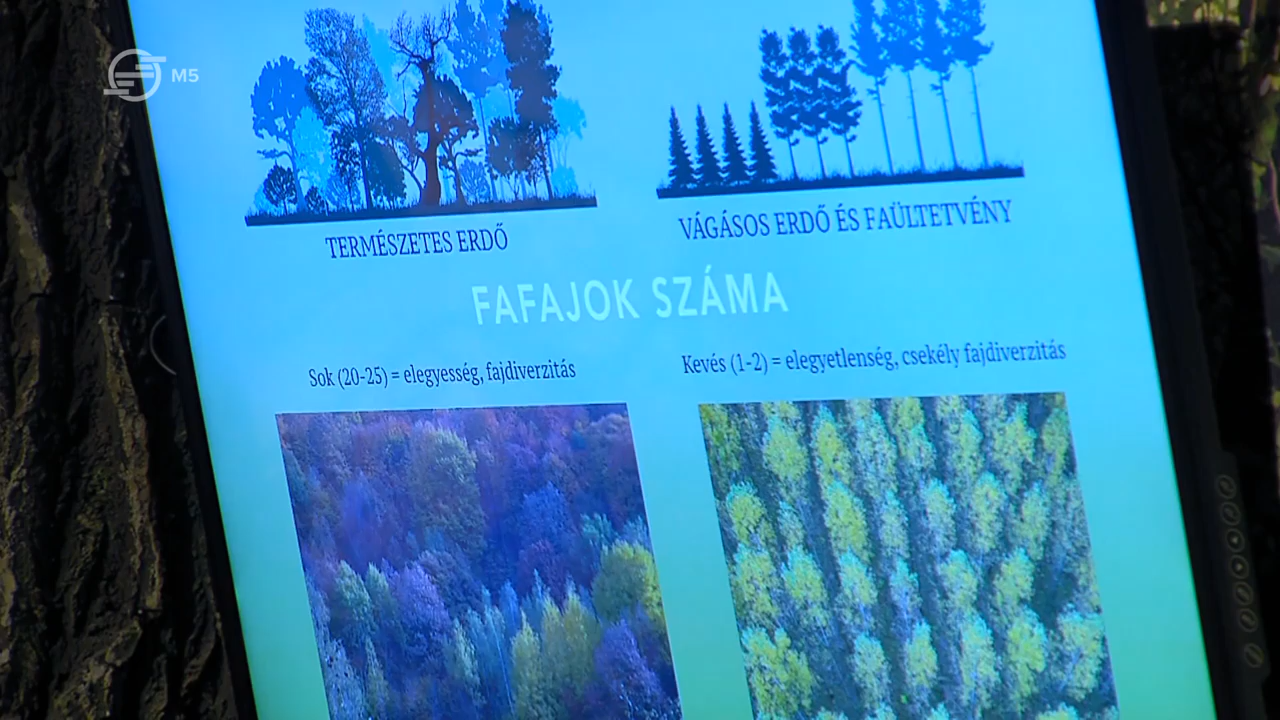 M5
TERMÉSZETES ERDŐ
VÁGÁSOS ERDŐ ÉS FAÜLTETVÉNY
FAFAJOK SZÁMA
Sok (20-25) = elegyesség, fajdiverzitás
Kevés (1-2) = elegyetlenség, csekély fajdiverzitás